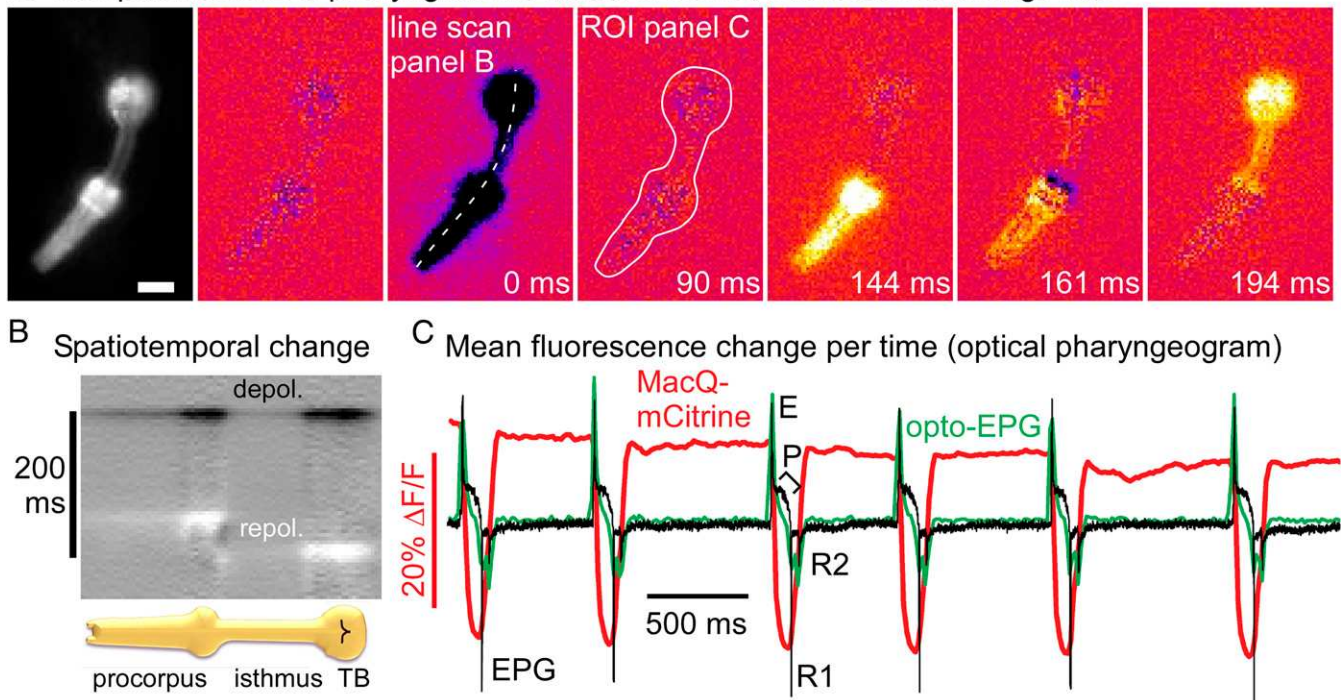 line scan
panel B
ROI panel C
0 ms
90 ms
144 ms
161 ms
194 ms
B
Spatiotemporal change
depol.
200
ms
repol.
procorpus
isthmus
TB
C
Mean fluorescence change per time (optical pharyngeogram)
MacQ-
mCitrine
E
opto-EPG
P
20% ΔF/F
R2
500 ms
EPG
R1